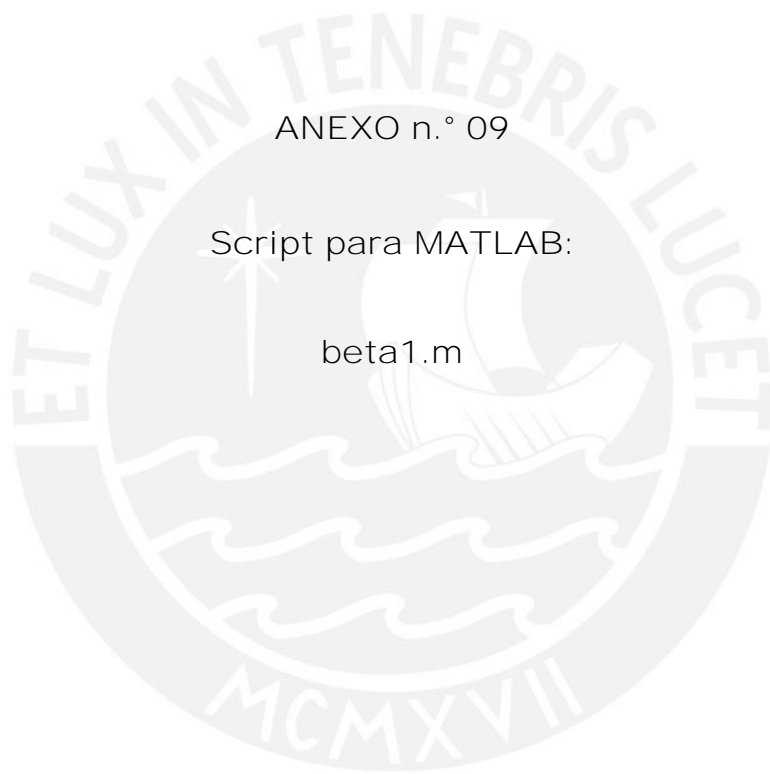 ET LUX IN TENEBRIS LUCET
ANEXO n.° 09
Script para MATLAB:
beta1.m
MCMXVII